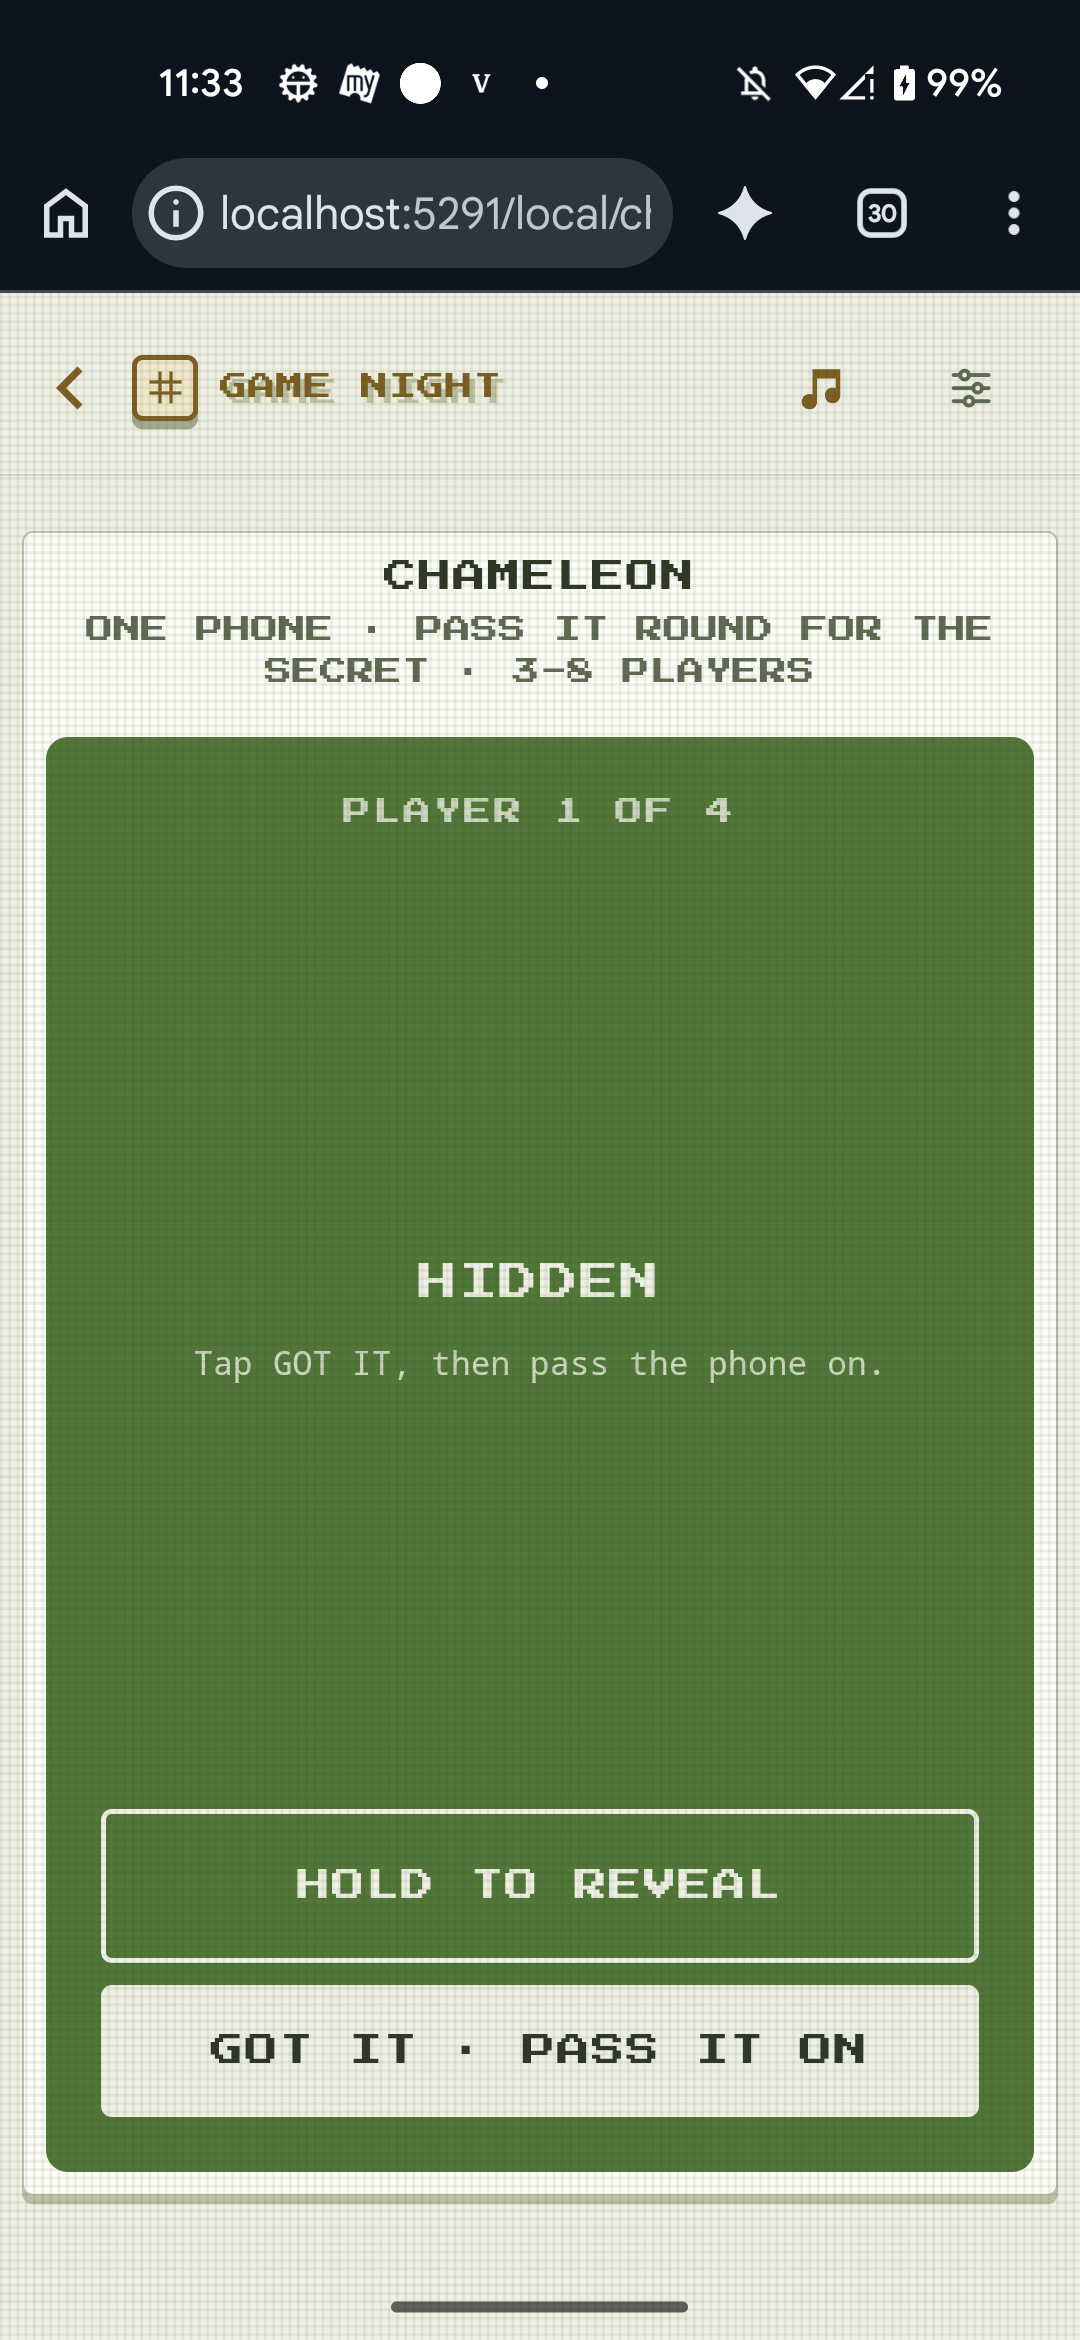 11:33 my V 99%
localhost:5291/local/cl
30
GAME NIGHT
CHAMELEON
ONE PHONE · PASS IT ROUND FOR THE
SECRET · 3-8 PLAYERS
PLAYER 1 OF 4
HIDDEN
Tap GOT IT, then pass the phone on.
HOLD TO REVEAL
GOT IT · PASS IT ON